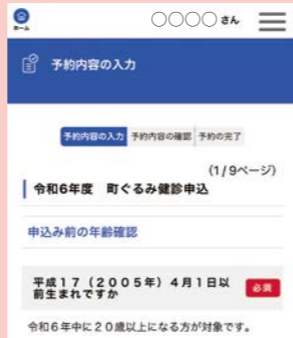 ○○○○ さん
ホーム
予約内容の入力
予約内容の入力 予約内容の確認 予約の完了
(1/9ページ)
令和6年度 町ぐるみ健診申込
申込み前の年齢確認
平成17(2005年)4月1日以
前生まれですか
必須
令和6年中に20歳以上になる方が対象です。